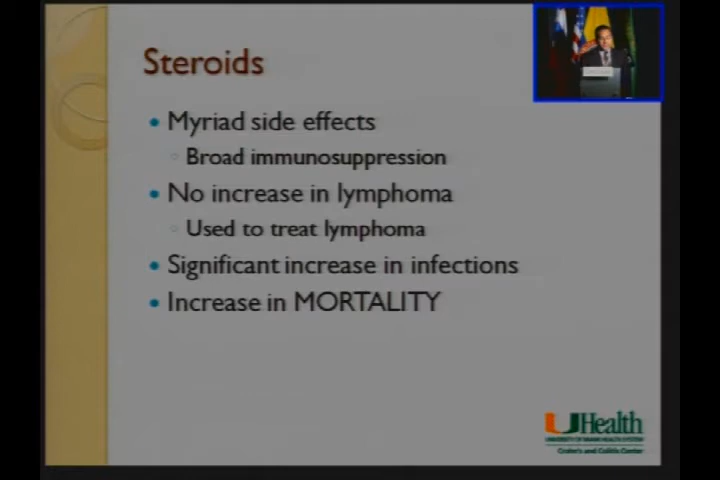 Steroids
Myriad side effects
Broad immunosuppression
No increase in lymphoma
Used to treat lymphoma
Significant increase in infections
Increase in MORTALITY
UHealth
UNIVERSITY OF MIAMI HEALTH SYSTEM
Crohn's and Colitis Center